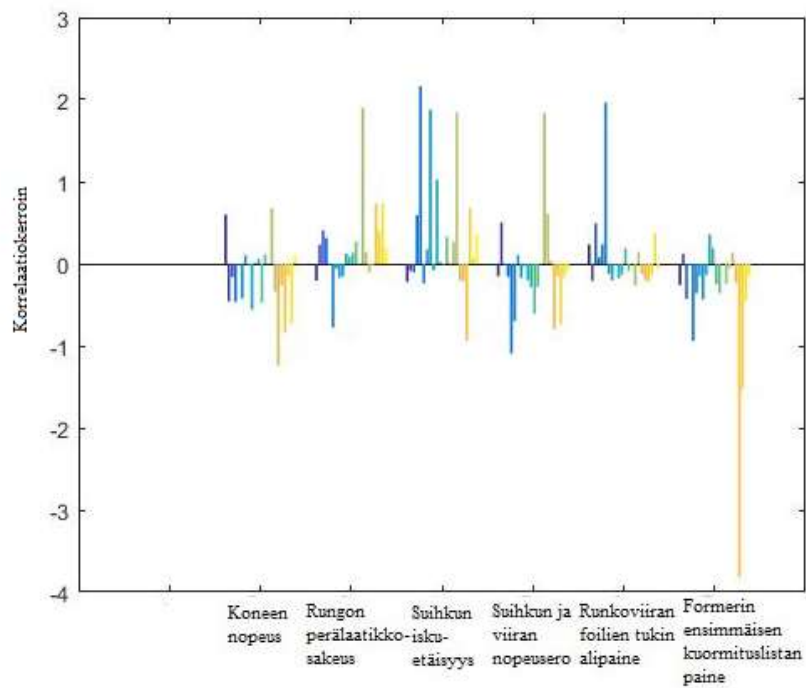 3
2
1
0
-1
-2
-3
-4
Korrelaatiokerroin
Koneen
nopeus
Rungon
perälaatikko-
sakeus
Suihkun
isku-
etäisyys
Suihkun ja
viiran
nopeusero
Runkoviiran
foilien tukin
alipaine
Formerin
ensimmäisen
kuormituslistan
paine